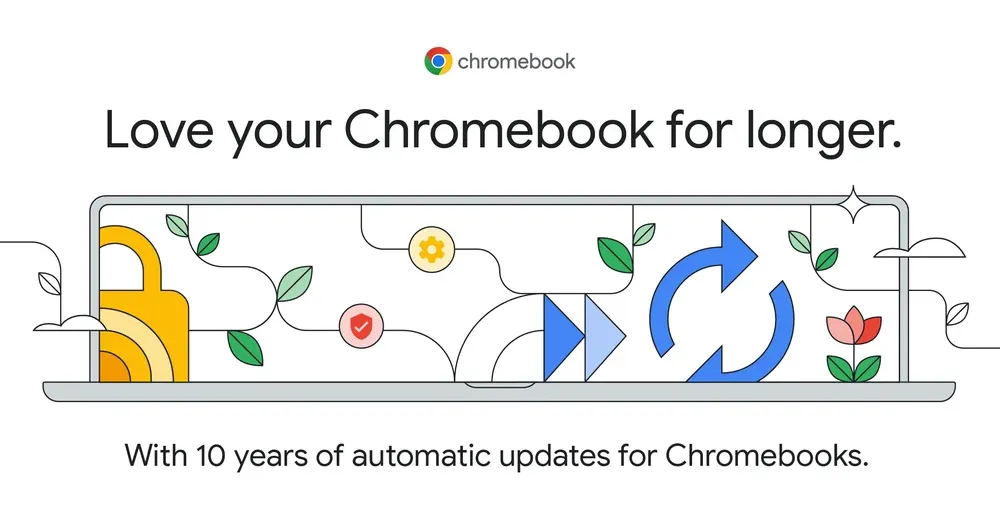 chromebook
Love your Chromebook for longer.
With 10 years of automatic updates for Chromebooks.